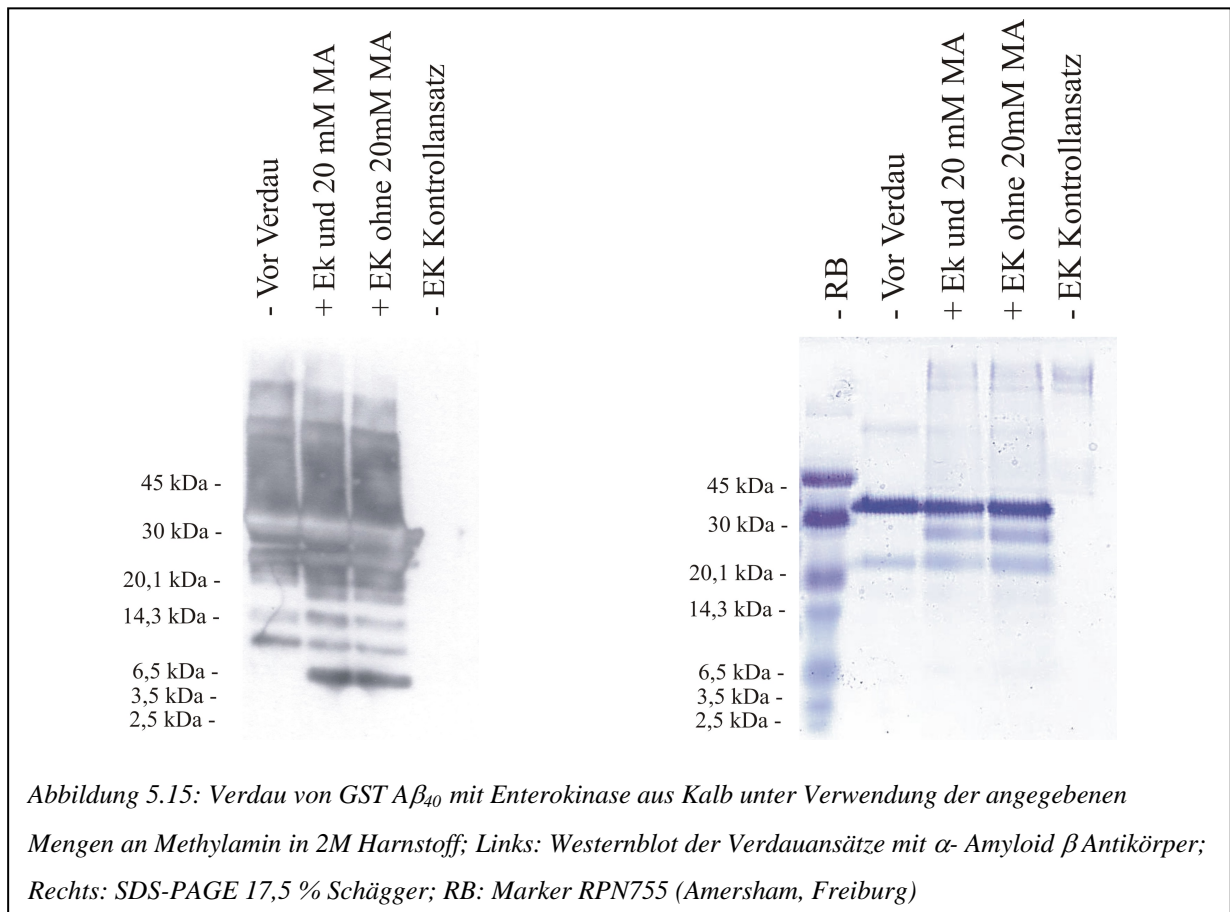 - Vor Verdau
+ Ek und 20 mM MA
+ EK ohne 20mM MA
- EK Kontrollansatz
45 kDa -
30 kDa -
20,1 kDa -
14,3 kDa -
6,5 kDa -
3,5 kDa -
2,5 kDa -
- RB
- Vor Verdau
+ Ek und 20 mM MA
+ EK ohne 20mM MA
- EK Kontrollansatz
45 kDa -
30 kDa -
20,1 kDa -
14,3 kDa -
6,5 kDa -
3,5 kDa -
2,5 kDa -
Abbildung 5.15: Verdau von GST Aβ40 mit Enterokinase aus Kalb unter Verwendung der angegebenen
Mengen an Methylamin in 2M Harnstoff; Links: Westernblot der Verdauansätze mit α- Amyloid β Antikörper;
Rechts: SDS-PAGE 17,5 % Schägger; RB: Marker RPN755 (Amersham, Freiburg)